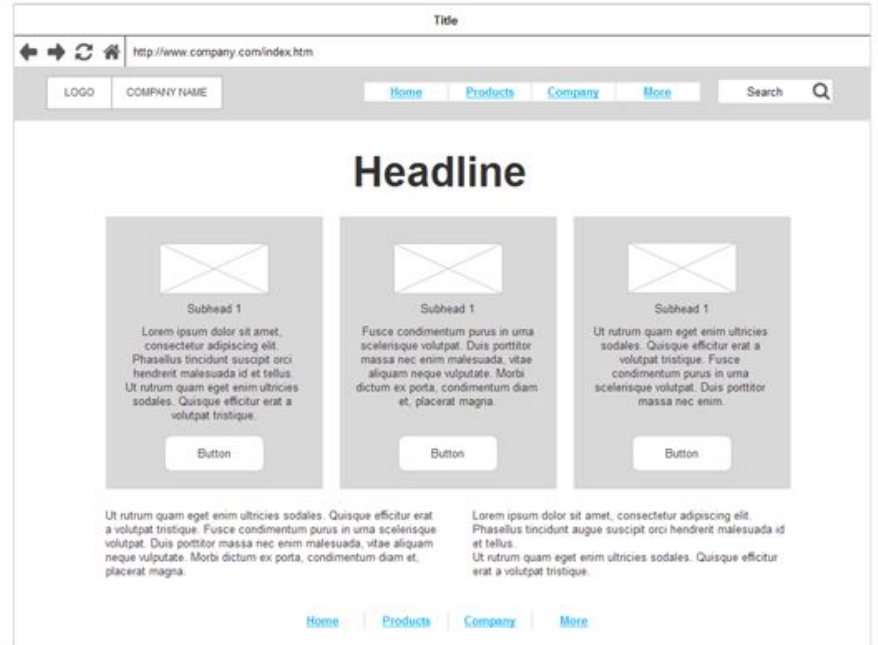 Title
http://www.company.com/index.htm
LOGO
COMPANY NAME
Home
Products
Company
More
Search
Headline
Subhead 1
Lorem ipsum dolor sit amet,
consectetur adipiscing elit.
Phasellus tincidunt suscipit orci
hendrerit malesuada id et tellus.
Ut rutrum quam eget enim ultricies
sodales. Quisque efficitur erat a
volutpat tristique.
Button
Subhead 1
Fusce condimentum purus in urna
scelerisque volutpat. Duis porttitor
massa nec enim malesuada, vitae
aliquam neque vulputate. Morbi
dictum ex porta, condimentum diam
et, placerat magna.
Button
Subhead 1
Ut rutrum quam eget enim ultricies
sodales. Quisque efficitur erat a
volutpat tristique. Fusce
condimentum purus in urna
scelerisque volutpat. Duis porttitor
massa nec enim.
Button
Ut rutrum quam eget enim ultricies sodales. Quisque efficitur erat
a volutpat tristique. Fusce condimentum purus in urna scelerisque
volutpat. Duis porttitor massa nec enim malesuada, vitae aliquam
neque vulputate. Morbi dictum ex porta, condimentum diam et,
placerat magna.
Lorem ipsum dolor sit amet, consectetur adipiscing elit.
Phasellus tincidunt augue suscipit orci hendrerit malesuada id
et tellus.
Ut rutrum quam eget enim ultricies sodales. Quisque efficitur
erat a volutpat tristique.
Home
Products
Company
More